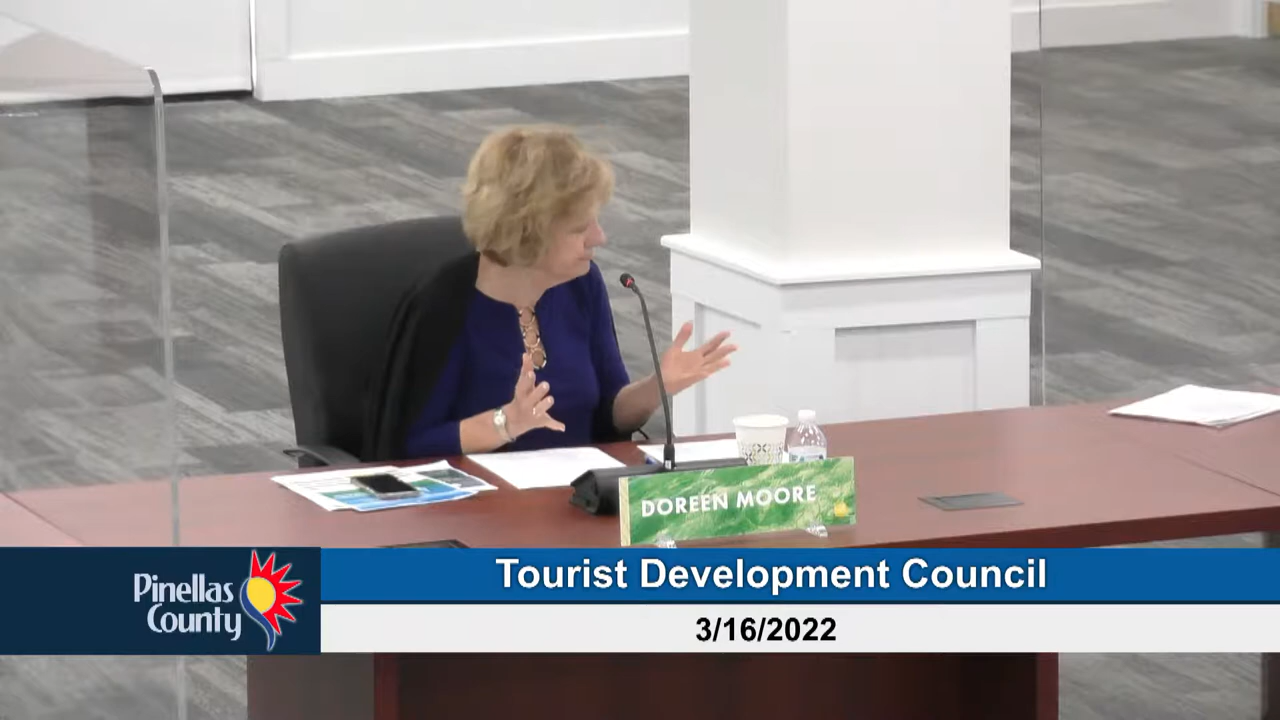 DOREEN MOORE
Pinellas
County
Tourist Development Council
3/16/2022